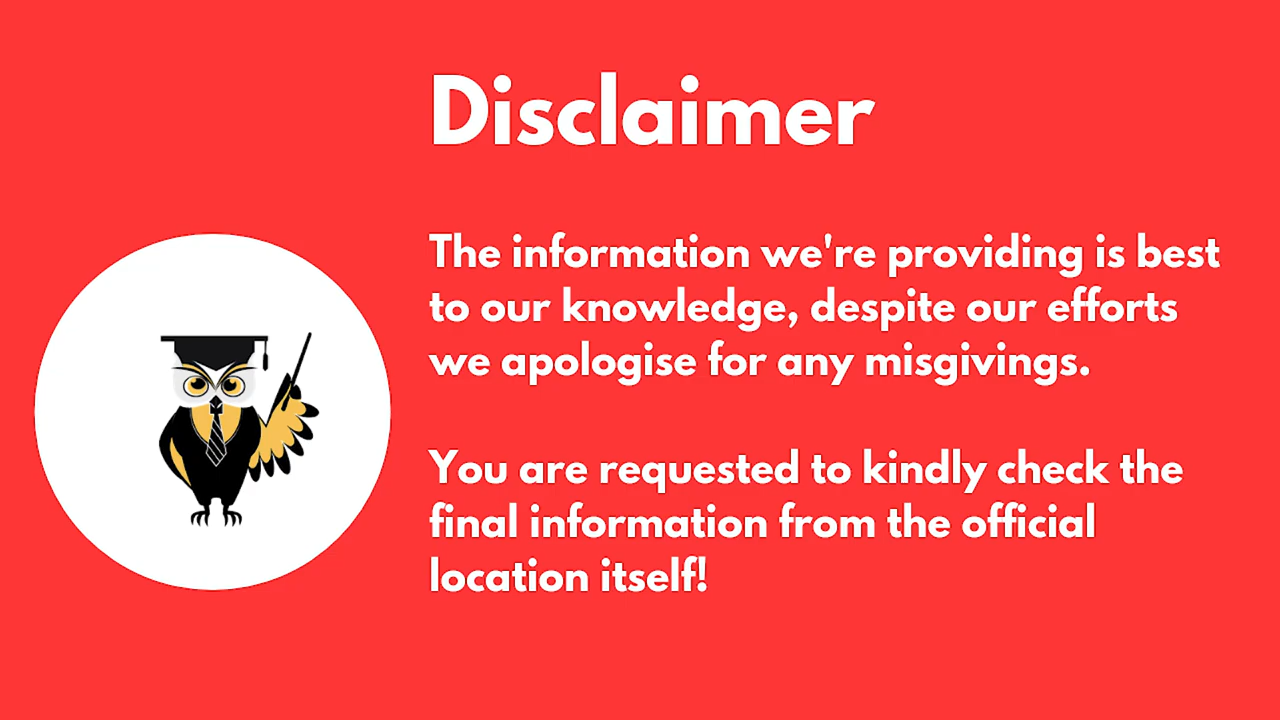 Disclaimer
The information we're providing is best
to our knowledge, despite our efforts
we apologise for any misgivings.
You are requested to kindly check the
final information from the official
location itself!